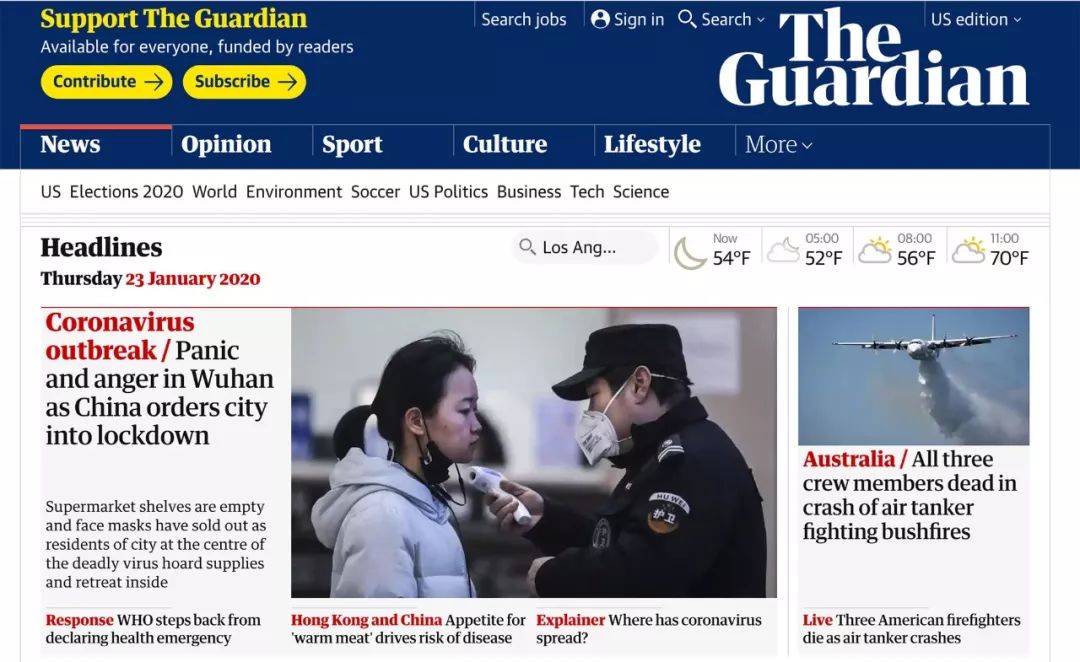 Support The Guardian
Available for everyone, funded by readers
Contribute
Subscribe
Search jobs
Sign in
Search
US edition
The
Guardian
News
Opinion
Sport
Culture
Lifestyle
More
US Elections 2020 World Environment Soccer US Politics Business Tech Science
Headlines
Thursday 23 January 2020
Los Ang...
Now
54°F
05:00
52°F
08:00
56°F
11:00
70°F
Coronavirus
outbreak / Panic
and anger in Wuhan
as China orders city
into lockdown
Supermarket shelves are empty
and face masks have sold out as
residents of city at the centre of
the deadly virus hoard supplies
and retreat inside
HU WEI
护卫
Australia / All three
crew members dead in
crash of air tanker
fighting bushfires
Response WHO steps back from
declaring health emergency
Hong Kong and China Appetite for
'warm meat' drives risk of disease
Explainer Where has coronavirus
spread?
Live Three American firefighters
die as air tanker crashes